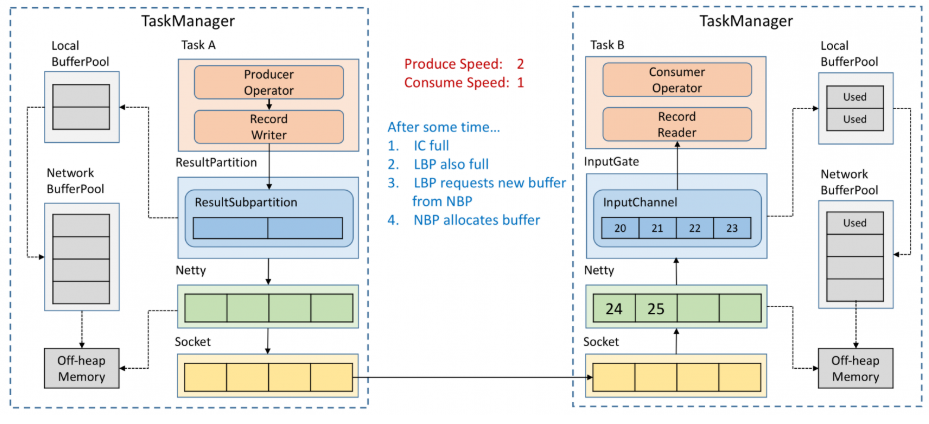 TaskManager
Task A
Local
BufferPool
Producer
Operator
Record
Writer
ResultPartition
Network
BufferPool
ResultSubpartition
Netty
Off-heap
Memory
Socket
Produce Speed: 2
Consume Speed: 1
After some time...
1. IC full
2. LBP also full
3. LBP requests new buffer
from NBP
4. NBP allocates buffer
TaskManager
Task B
Local
BufferPool
Consumer
Operator
Used
Used
Record
Reader
InputGate
Network
BufferPool
InputChannel
20 21 22 23
Used
Netty
24 25
Socket
Off-heap
Memory